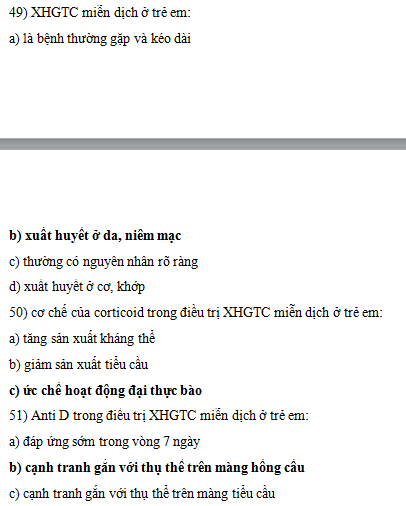 49) XHGTC miễn dịch ở trẻ em:
a) là bệnh thường gặp và kéo dài
b) xuất huyết ở da, niêm mạc
c) thường có nguyên nhân rõ ràng
d) xuất huyết ở cơ, khớp
50) cơ chế của corticoid trong điều trị XHGTC miễn dịch ở trẻ em:
a) tăng sản xuất kháng thể
b) giảm sản xuất tiểu cầu
c) ức chế hoạt động đại thực bào
51) Anti D trong điều trị XHGTC miễn dịch ở trẻ em:
a) đáp ứng sớm trong vòng 7 ngày
b) cạnh tranh gắn với thụ thể trên màng hồng cầu
c) cạnh tranh gắn với thụ thể trên màng tiểu cầu